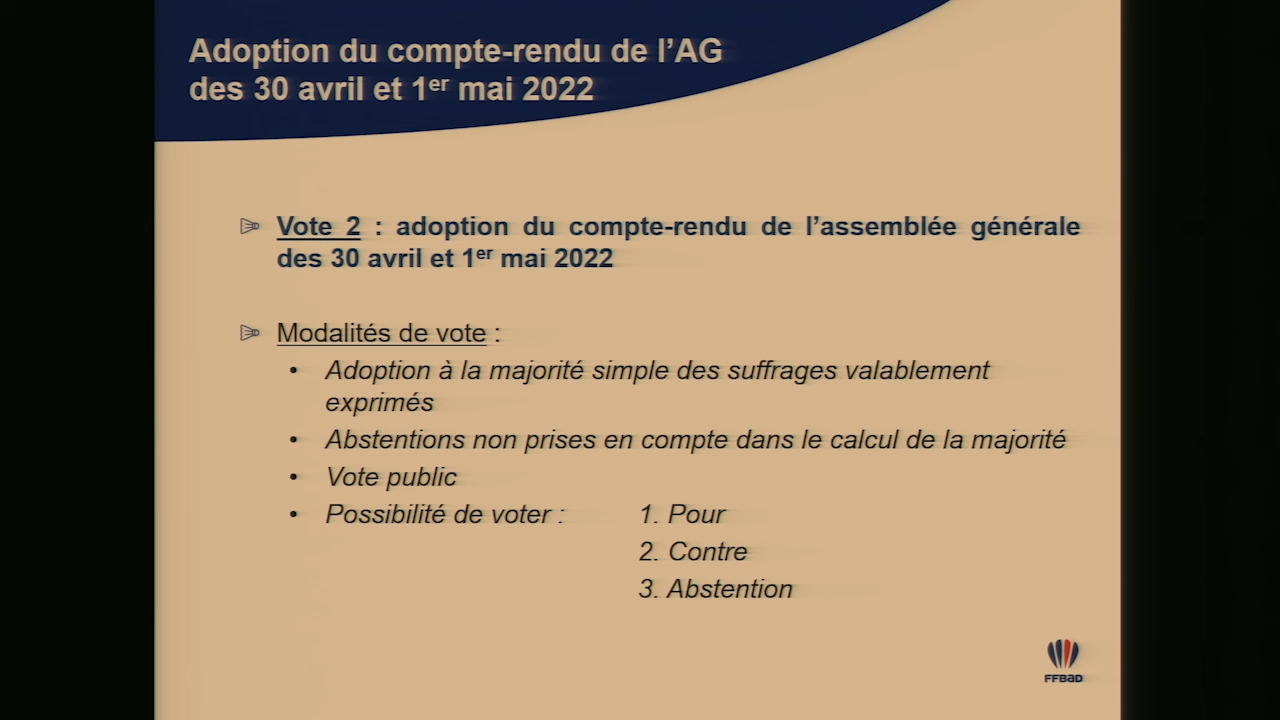 Adoption du compte-rendu de l’AG
des 30 avril et 1er mai 2022
Vote 2 : adoption du compte-rendu de l’assemblée générale
des 30 avril et 1er mai 2022
Modalités de vote :
• Adoption à la majorité simple des suffrages valablement
exprimés
• Abstentions non prises en compte dans le calcul de la majorité
• Vote public
• Possibilité de voter : 1. Pour
2. Contre
3. Abstention
FFBaD